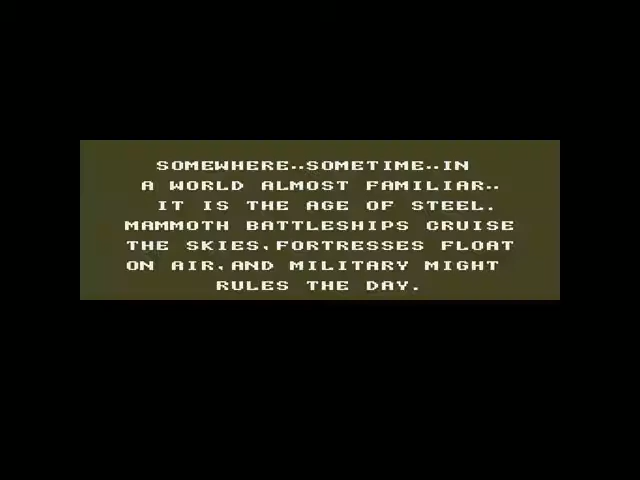 SOMEWHERE..SOMETIME..IN
A WORLD ALMOST FAMILIAR..
IT IS THE AGE OF STEEL.
MAMMOTH BATTLESHIPS CRUISE
THE SKIES,FORTRESSES FLOAT
ON AIR,AND MILITARY MIGHT
RULES THE DAY.